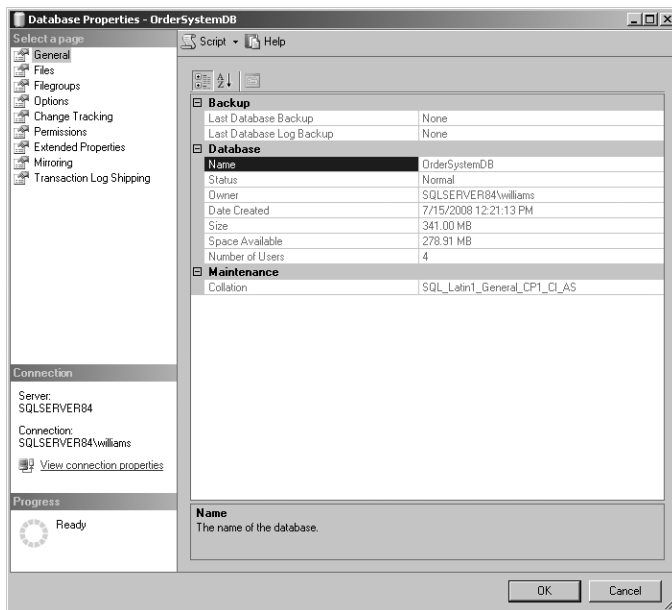 Database Properties - OrderSystemDB
Select a page
General
Files
Filegroups
Options
Change Tracking
Permissions
Extended Properties
Mirroring
Transaction Log Shipping
Connection
Server:
SQLSERVER84
Connection:
SQLSERVER84\williams
View connection properties
Progress
Ready
Script
Help
Backup
Last Database Backup None
Last Database Log Backup None
Database
Name OrderSystemDB
Status Normal
Owner SQLSERVER84\williams
Date Created 7/15/2008 12:21:13 PM
Size 341.00 MB
Space Available 278.91 MB
Number of Users 4
Maintenance
Collation SQL_Latin1_General_CP1_CI_AS
Name
The name of the database.
OK
Cancel